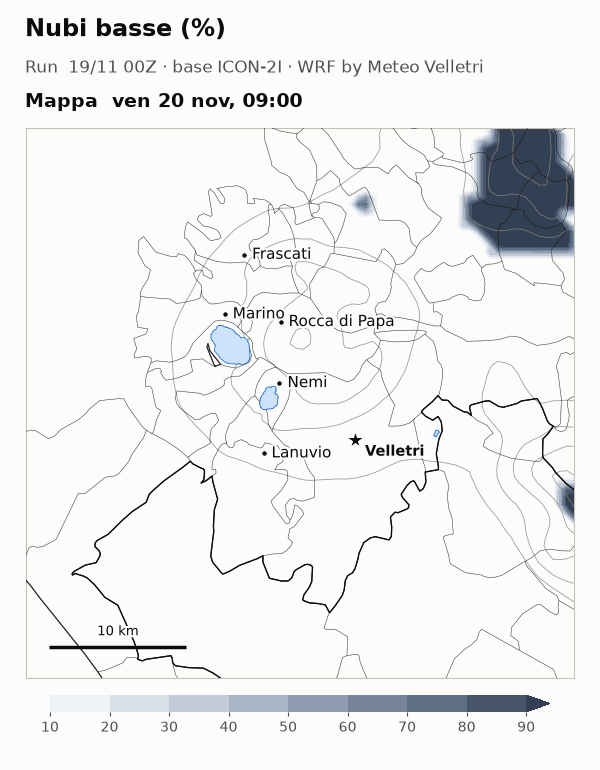 Nubi basse (%)
Run  19/11 00Z · base ICON-2I · WRF by Meteo Velletri
Mappa  ven 20 nov, 09:00
Frascati
Marino
Rocca di Papa
Nemi
Velletri
Lanuvio
10 km
10 20 30 40 50 60 70 80 90